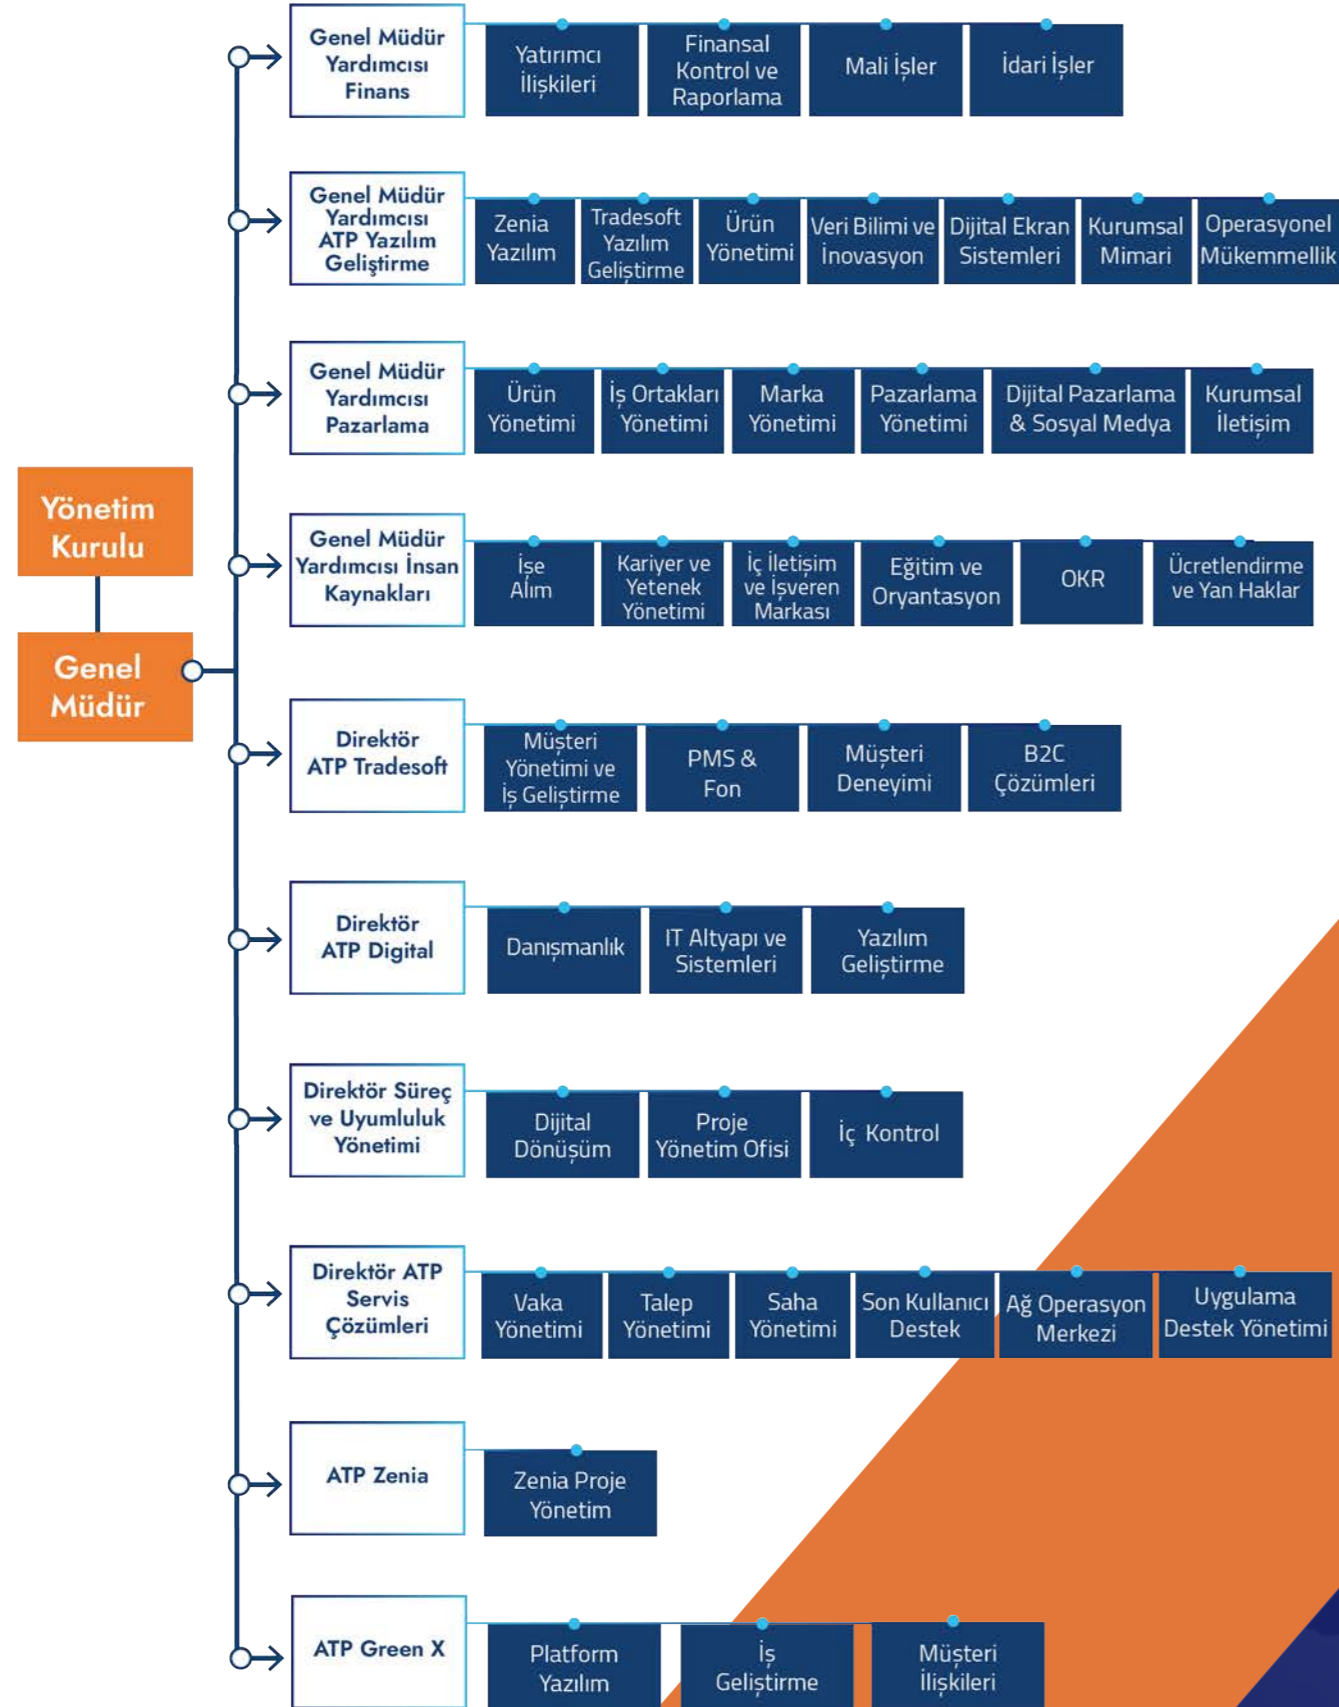 Yönetim
Kurulu
Genel
Müdür
Genel Müdür
Yardımcısı
Finans
Yatırımcı
İlişkileri
Finansal
Kontrol ve
Raporlama
Mali İşler
İdari İşler
Genel Müdür
Yardımcısı
ATP Yazılım
Geliştirme
Zenia
Yazılım
Tradesoft
Yazılım
Geliştirme
Ürün
Yönetimi
Veri Bilimi ve
İnovasyon
Dijital Ekran
Sistemleri
Kurumsal
Mimari
Operasyonel
Mükemmellik
Genel Müdür
Yardımcısı
Pazarlama
Ürün
Yönetimi
İş Ortakları
Yönetimi
Marka
Yönetimi
Pazarlama
Yönetimi
Dijital Pazarlama
& Sosyal Medya
Kurumsal
İletişim
Genel Müdür
Yardımcısı İnsan
Kaynakları
İşe
Alım
Kariyer ve
Yetenek
Yönetimi
İç İletişim
ve İşveren
Markası
Eğitim ve
Oryantasyon
OKR
Ücretlendirme
ve Yan Haklar
Direktör
ATP Tradesoft
Müşteri
Yönetimi ve
İş Geliştirme
PMS &
Fon
Müşteri
Deneyimi
B2C
Çözümleri
Direktör
ATP Digital
Danışmanlık
IT Altyapı ve
Sistemleri
Yazılım
Geliştirme
Direktör Süreç
ve Uyumluluk
Yönetimi
Dijital
Dönüşüm
Proje
Yönetim Ofisi
İç Kontrol
Direktör ATP
Servis
Çözümleri
Vaka
Yönetimi
Talep
Yönetimi
Saha
Yönetimi
Son Kullanıcı
Destek
Ağ Operasyon
Merkezi
Uygulama
Destek Yönetimi
ATP Zenia
Zenia Proje
Yönetim
ATP Green X
Platform
Yazılım
İş
Geliştirme
Müşteri
İlişkileri